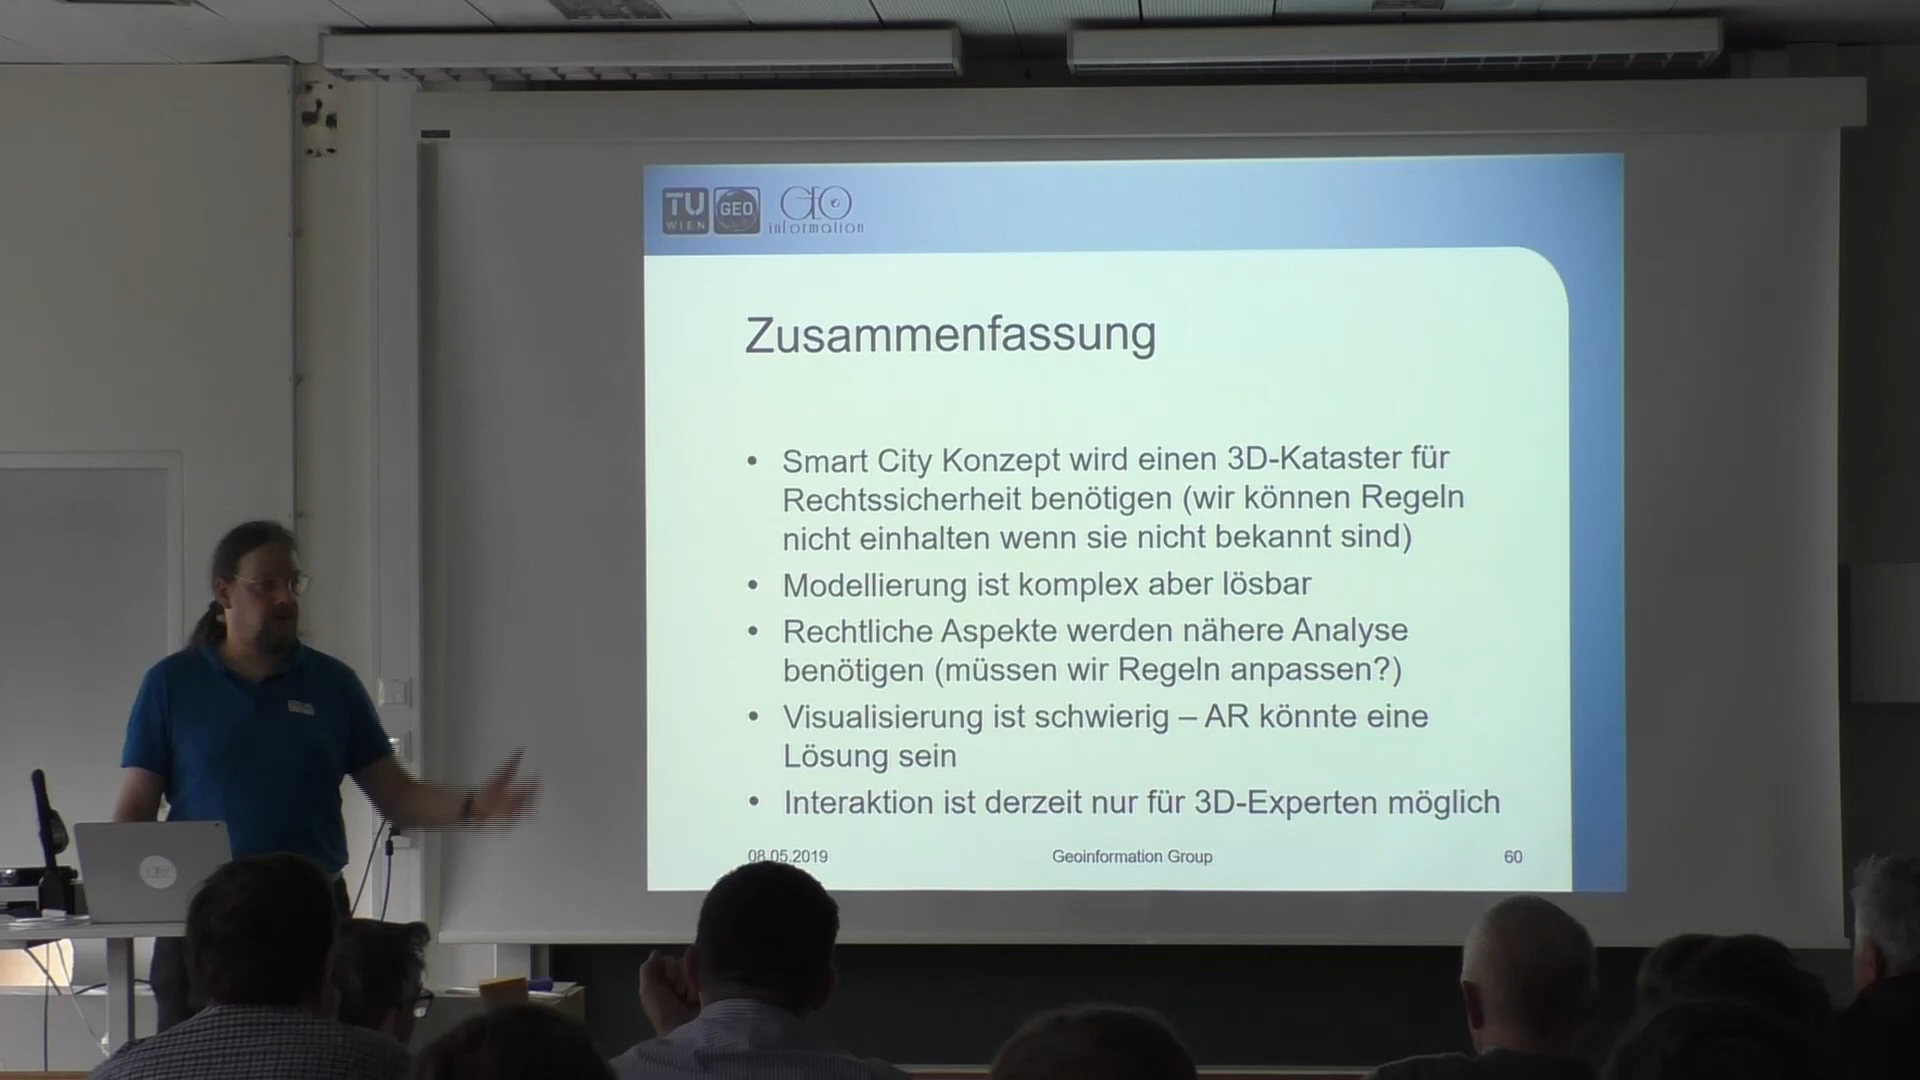 TU
WIEN
GEO
GEO
information
Zusammenfassung
• Smart City Konzept wird einen 3D-Kataster für
Rechtssicherheit benötigen (wir können Regeln
nicht einhalten wenn sie nicht bekannt sind)
• Modellierung ist komplex aber lösbar
• Rechtliche Aspekte werden nähere Analyse
benötigen (müssen wir Regeln anpassen?)
• Visualisierung ist schwierig – AR könnte eine
Lösung sein
• Interaktion ist derzeit nur für 3D-Experten möglich
08.05.2019 Geoinformation Group 60